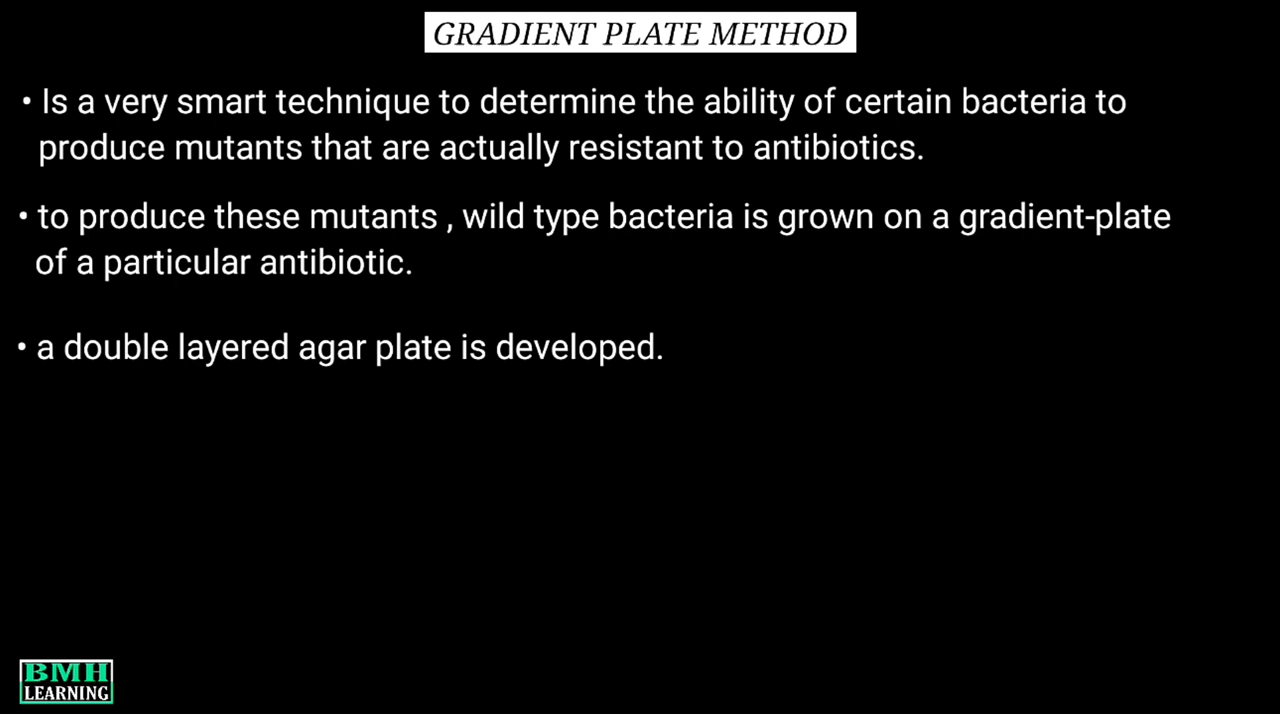 GRADIENT PLATE METHOD
• Is a very smart technique to determine the ability of certain bacteria to
produce mutants that are actually resistant to antibiotics.
• to produce these mutants , wild type bacteria is grown on a gradient-plate
of a particular antibiotic.
• a double layered agar plate is developed.
BMH
LEARNING